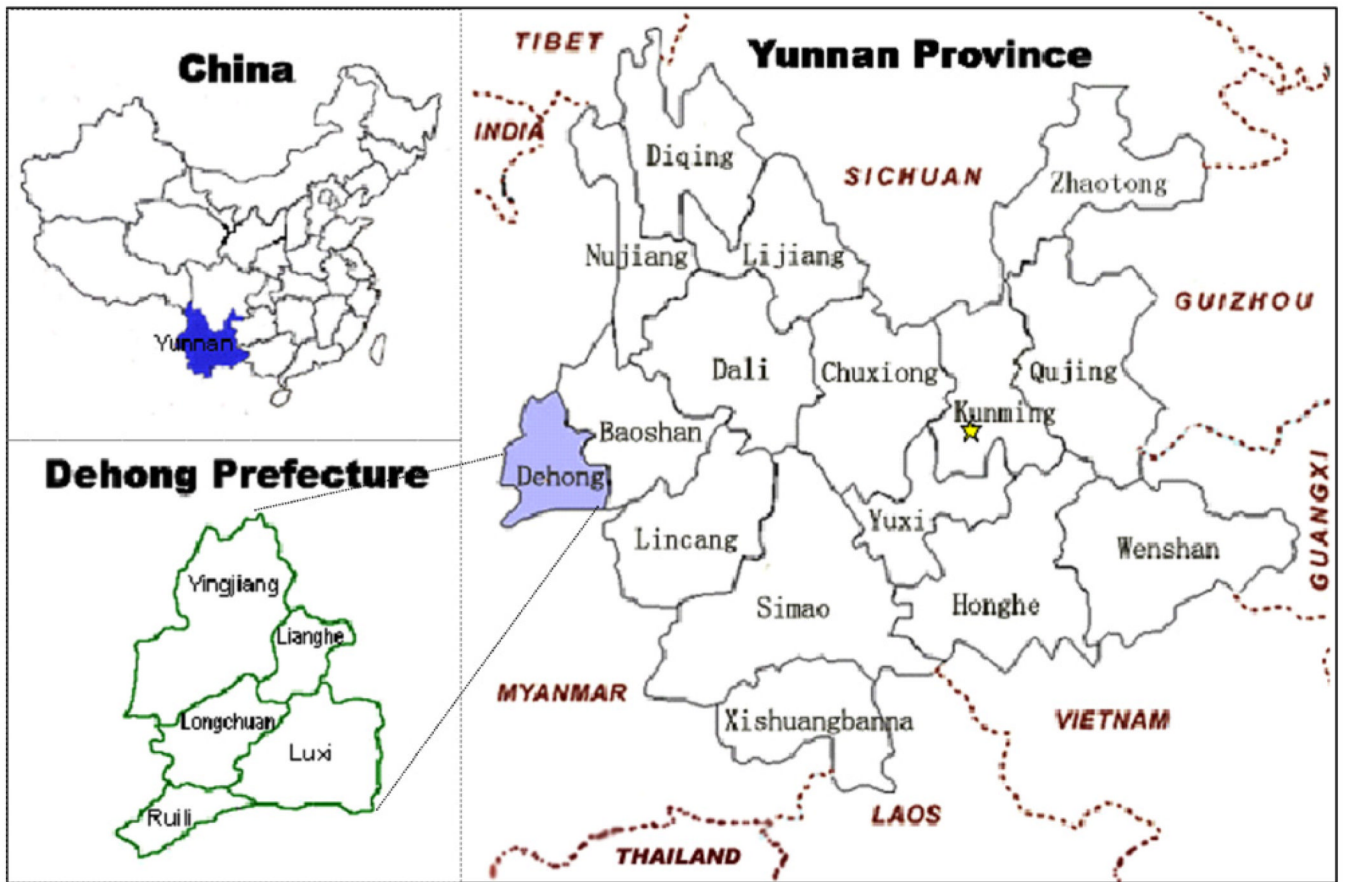 China
Yunnan
Dehong Prefecture
Yingjiang
Lianghe
Longchuan
Luxi
Ruili
Yunnan Province
TIBET
INDIA
Diqing
SICHUAN
Zhaotong
Nujiang
Lijiang
GUIZHOU
Dali
Chuxiong
Qujing
Kunming
Baoshan
Dehong
GUANGXI
Lincang
Yuxi
Wenshan
Simao
Honghe
MYANMAR
Xishuangbanna
VIETNAM
LAOS
THAILAND